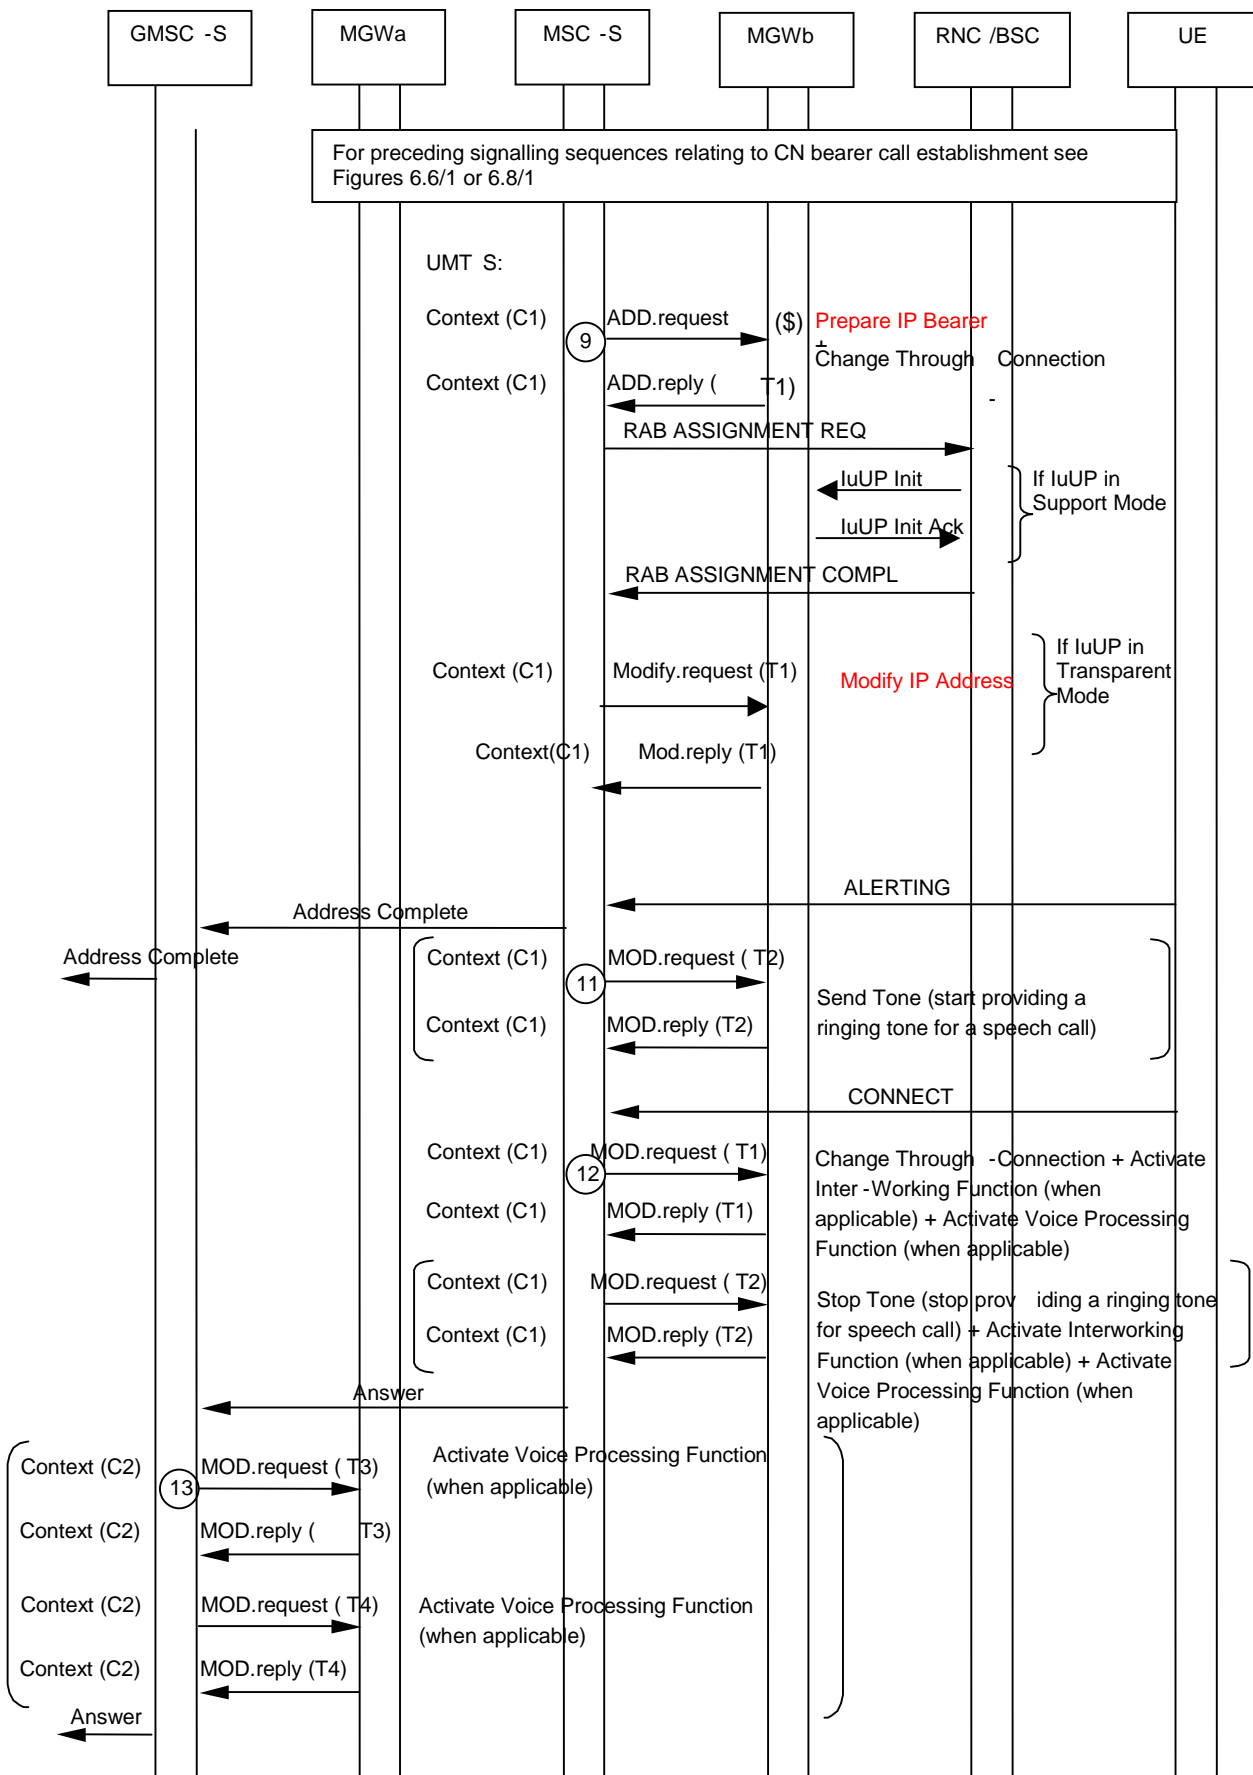 GMSC -S
MGWa
MSC -S
MGWb
RNC /BSC
UE
For preceding signalling sequences relating to CN bearer call establishment see
Figures 6.6/1 or 6.8/1
UMT S:
Context (C1)
9
ADD.request
($)
Prepare IP Bearer
+
Change Through Connection
-
Context (C1)
ADD.reply ( T1)
RAB ASSIGNMENT REQ
IuUP Init
IuUP Init Ack
If IuUP in
Support Mode
RAB ASSIGNMENT COMPL
Context (C1)
Modify.request (T1)
Modify IP Address
If IuUP in
Transparent
Mode
Context(C1)
Mod.reply (T1)
ALERTING
Address Complete
Address Complete
Context (C1)
11
MOD.request ( T2)
Context (C1)
MOD.reply (T2)
Send Tone (start providing a
ringing tone for a speech call)
CONNECT
Context (C1)
12
MOD.request ( T1)
Context (C1)
MOD.reply (T1)
Change Through -Connection + Activate
Inter -Working Function (when
applicable) + Activate Voice Processing
Function (when applicable)
Context (C1)
MOD.request ( T2)
Context (C1)
MOD.reply (T2)
Stop Tone (stop prov iding a ringing tone
for speech call) + Activate Interworking
Function (when applicable) + Activate
Voice Processing Function (when
applicable)
Answer
Context (C2)
13
MOD.request ( T3)
Activate Voice Processing Function
(when applicable)
Context (C2)
MOD.reply ( T3)
Context (C2)
MOD.request ( T4)
Activate Voice Processing Function
(when applicable)
Context (C2)
MOD.reply (T4)
Answer